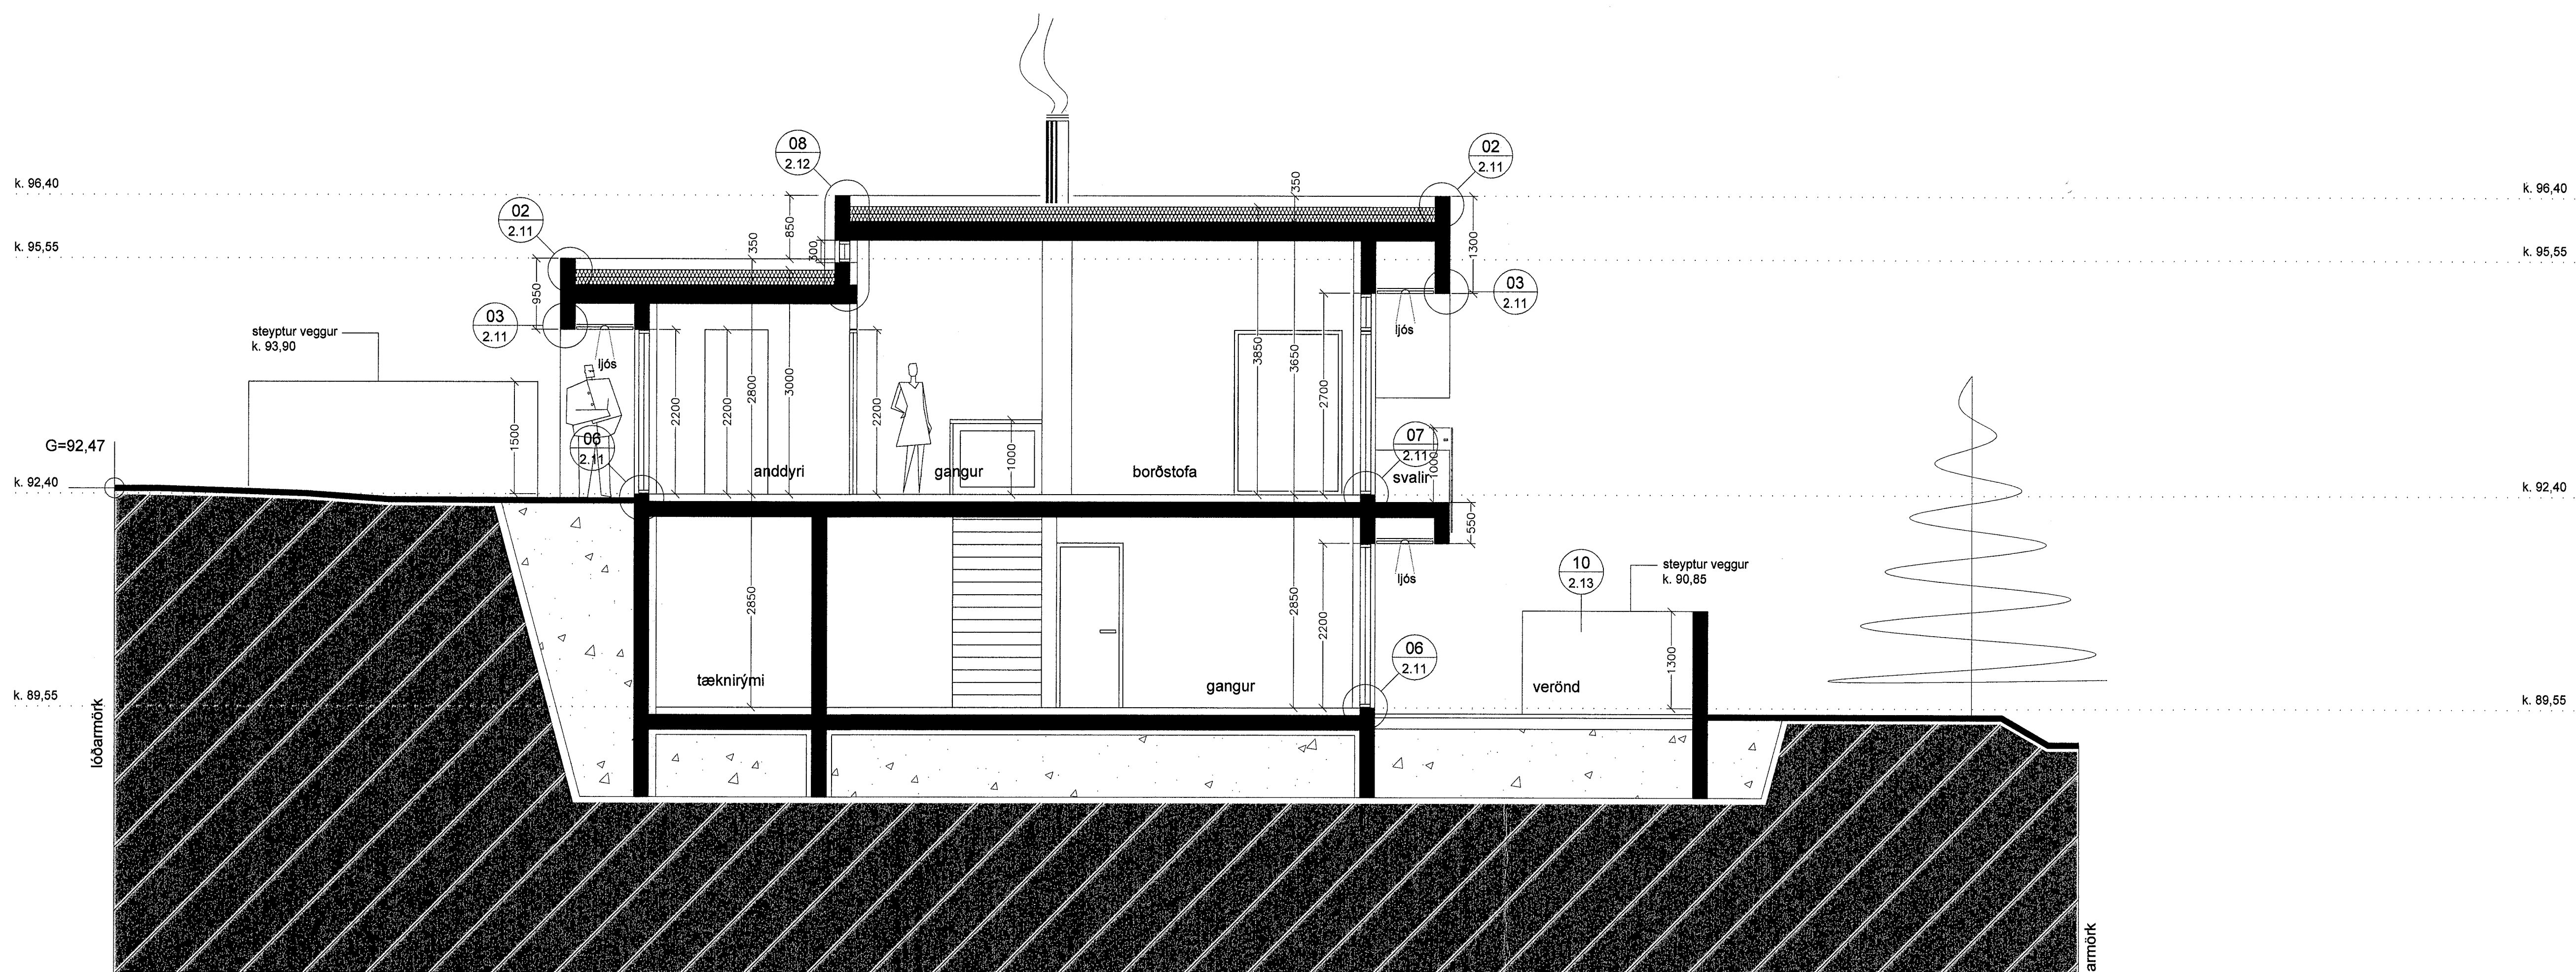 08
2.12
02
2.11
k. 96,40
350
k. 96,40
02
2.11
850
1300
k. 95,55
350
300
k. 95,55
950
03
2.11
03
2.11
steyptur veggur
k. 93,90
ljós
ljós
2200
2200
2800
3000
2200
3850
3650
2700
1500
G=92,47
06
2.11
07
2.11
1000
1000
anddyri
gangur
borðstofa
svalir
k. 92,40
k. 92,40
550
10
2.13
steyptur veggur
k. 90,85
ljós
2850
2850
2200
06
2.11
1300
tæknirými
gangur
verönd
k. 89,55
k. 89,55
lóðarmörk
armörk